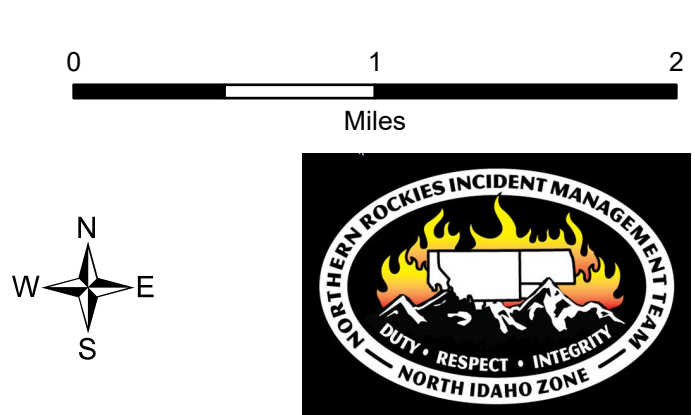 0 1 2
Miles
N
W E
S
NORTHERN ROCKIES INCIDENT MANAGEMENT TEAM
DUTY • RESPECT • INTEGRITY
NORTH IDAHO ZONE